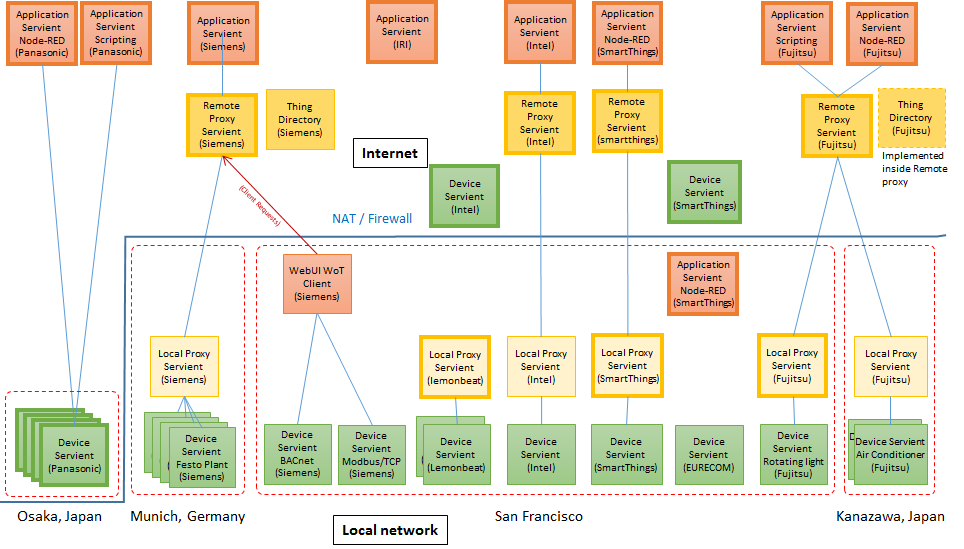 Application
Servient
Node-RED
(Panasonic)
Application
Servient
Scripting
(Panasonic)
Application
Servient
(Siemens)
Application
Servient
(IRI)
Application
Servient
(Intel)
Application
Servient
Node-RED
(SmartThings)
Application
Servient
Scripting
(Fujitsu)
Application
Servient
Node-RED
(Fujitsu)
Remote
Proxy
Servient
(Siemens)
Thing
Directory
(Siemens)
Remote
Proxy
Servient
(Intel)
Remote
Proxy
Servient
(smartthings)
Remote
Proxy
Servient
(Fujitsu)
Thing
Directory
(Fujitsu)
Implemented
inside Remote
proxy
Internet
Device
Servient
(Intel)
Device
Servient
(SmartThings)
(Client Requests)
NAT / Firewall
WebUI WoT
Client
(Siemens)
Application
Servient
Node-RED
(SmartThings)
Local Proxy
Servient
(Siemens)
Local Proxy
Servient
(lemonbeat)
Local Proxy
Servient
(Intel)
Local Proxy
Servient
(SmartThings)
Local Proxy
Servient
(Fujitsu)
Local Proxy
Servient
(Fujitsu)
Device
Servient
(Panasonic)
Device
Servient
Festo Plant
(Siemens)
Device
Servient
BACnet
(Siemens)
Device
Servient
Modbus/TCP
(Siemens)
Device
Servient
(Lemonbeat)
Device
Servient
(Intel)
Device
Servient
(SmartThings)
Device
Servient
(EURECOM)
Device
Servient
Rotating light
(Fujitsu)
Device Servient
Air Conditioner
(Fujitsu)
Osaka, Japan
Munich, Germany
San Francisco
Kanazawa, Japan
Local network